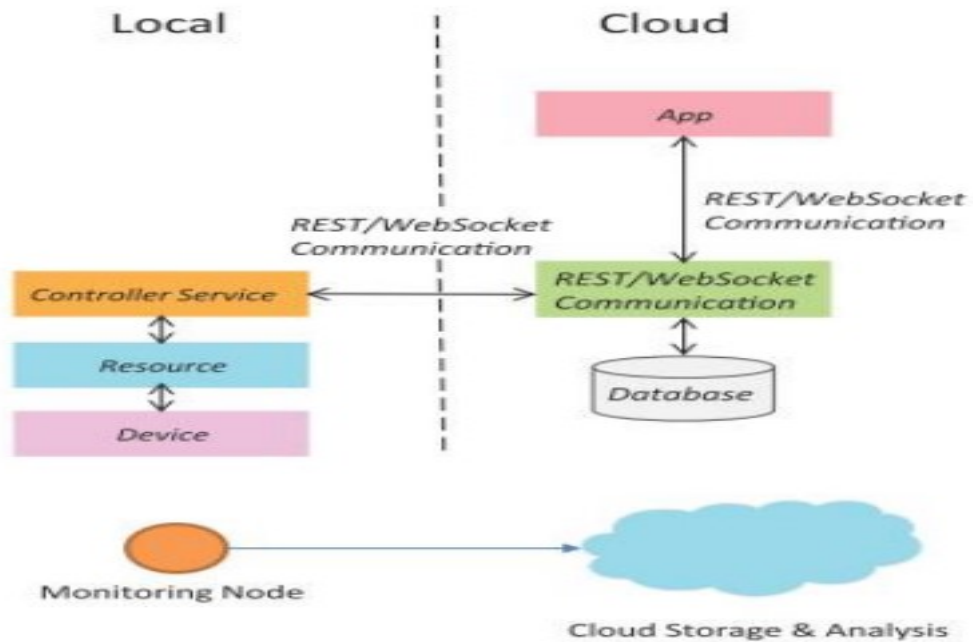 Local
Cloud
App
REST/WebSocket
Communication
REST/WebSocket
Communication
Controller Service
REST/WebSocket
Communication
Resource
Database
Device
Monitoring Node
Cloud Storage & Analysis